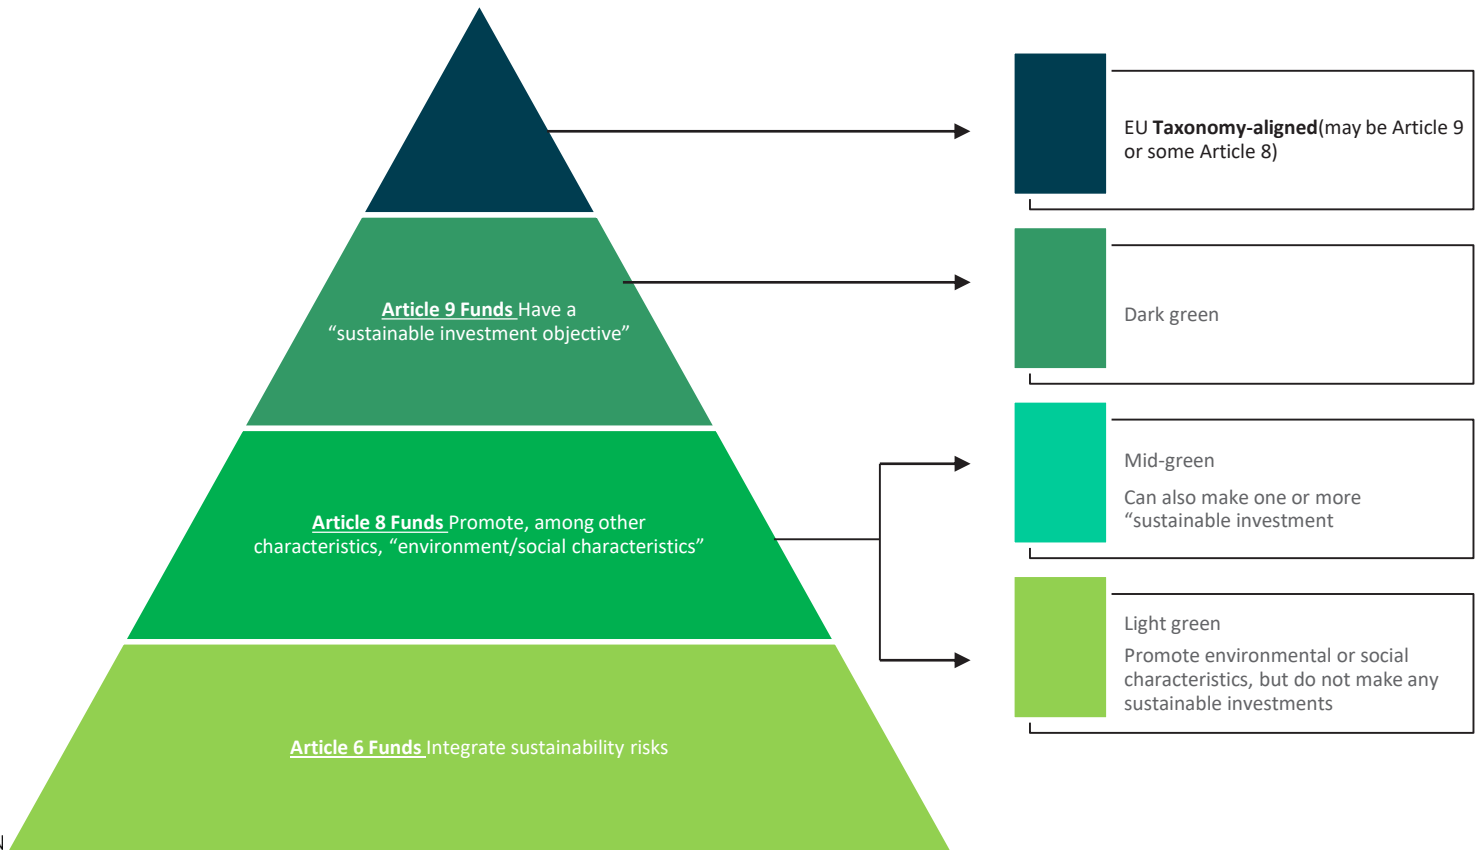 EU Taxonomy-aligned(may be Article 9
or some Article 8)
Article 9 Funds Have a
“sustainable investment objective”
Dark green
Mid-green
Can also make one or more
“sustainable investment
Article 8 Funds Promote, among other
characteristics, “environment/social characteristics”
Light green
Promote environmental or social
characteristics, but do not make any
sustainable investments
Article 6 Funds Integrate sustainability risks